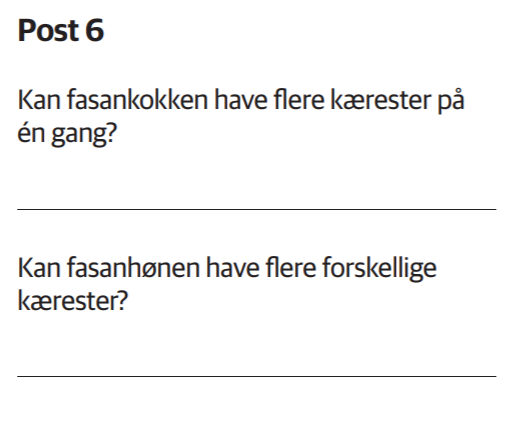 Post 6
Kan fasankokken have flere kærester på
én gang?
Kan fasanhønen have flere forskellige
kærester?